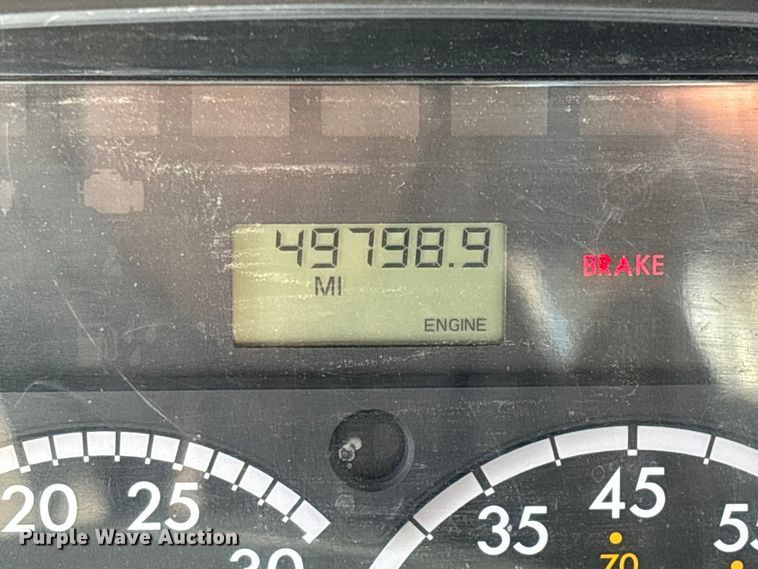 49798.9
MI
BRAKE
ENGINE
20 25 30
35 45 55
70
Purple Wave Auction